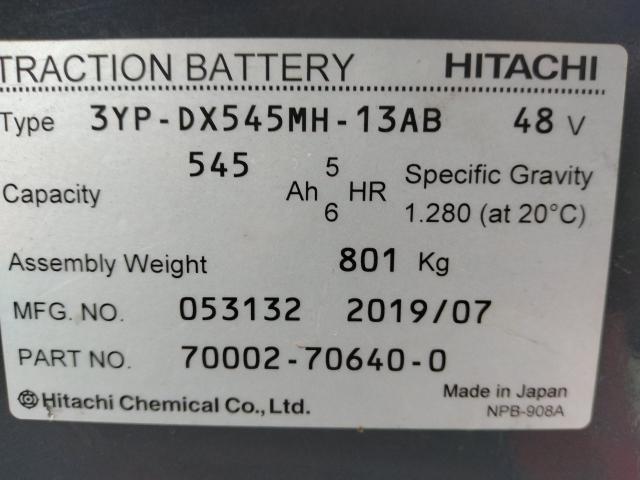 TRACTION BATTERY HITACHI
Type 3YP-DX545MH-13AB 48 V
Capacity 545 Ah 5 6 HR Specific Gravity
1.280 (at 20°C)
Assembly Weight 801 Kg
MFG. NO. 053132 2019/07
PART NO. 70002-70640-0
Hitachi Chemical Co., Ltd. Made in Japan
NPB-908A